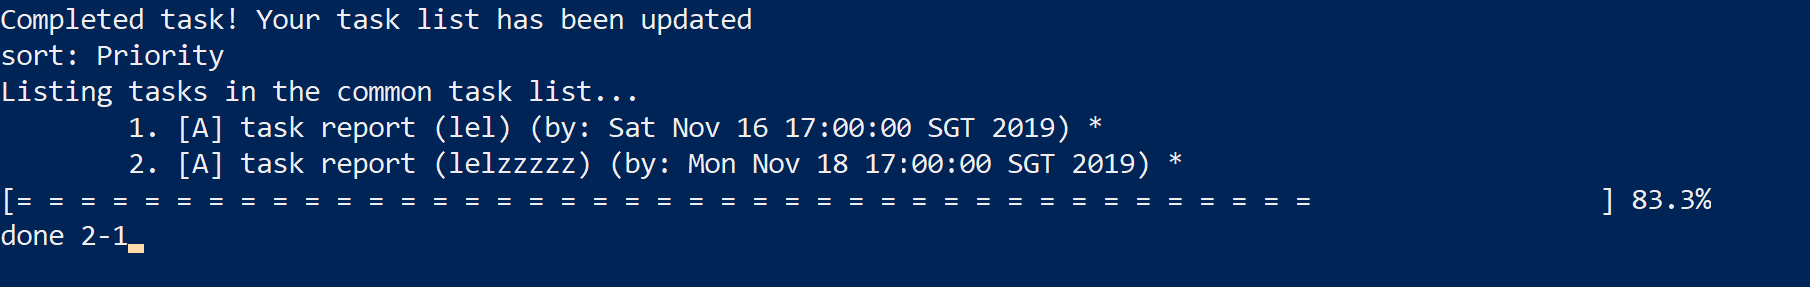 Completed task! Your task list has been updated
sort: Priority
Listing tasks in the common task list...
1. [A] task report (lel) (by: Sat Nov 16 17:00:00 SGT 2019) *
2. [A] task report (lelzzzzz) (by: Mon Nov 18 17:00:00 SGT 2019) *
[= = = = = = = = = = = = = = = = = = = = = = = = = = = = = = = = = = = = = = = = =                  ] 83.3%
done 2-1